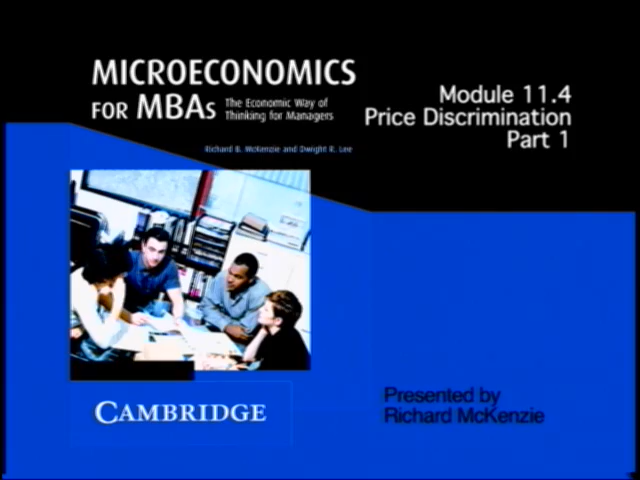 MICROECONOMICS
FOR MBAs The Economic Way of
Thinking for Managers
Richard B. McKenzie and Dwight R. Lee
Module 11.4
Price Discrimination
Part 1
CAMBRIDGE
Presented by
Richard McKenzie